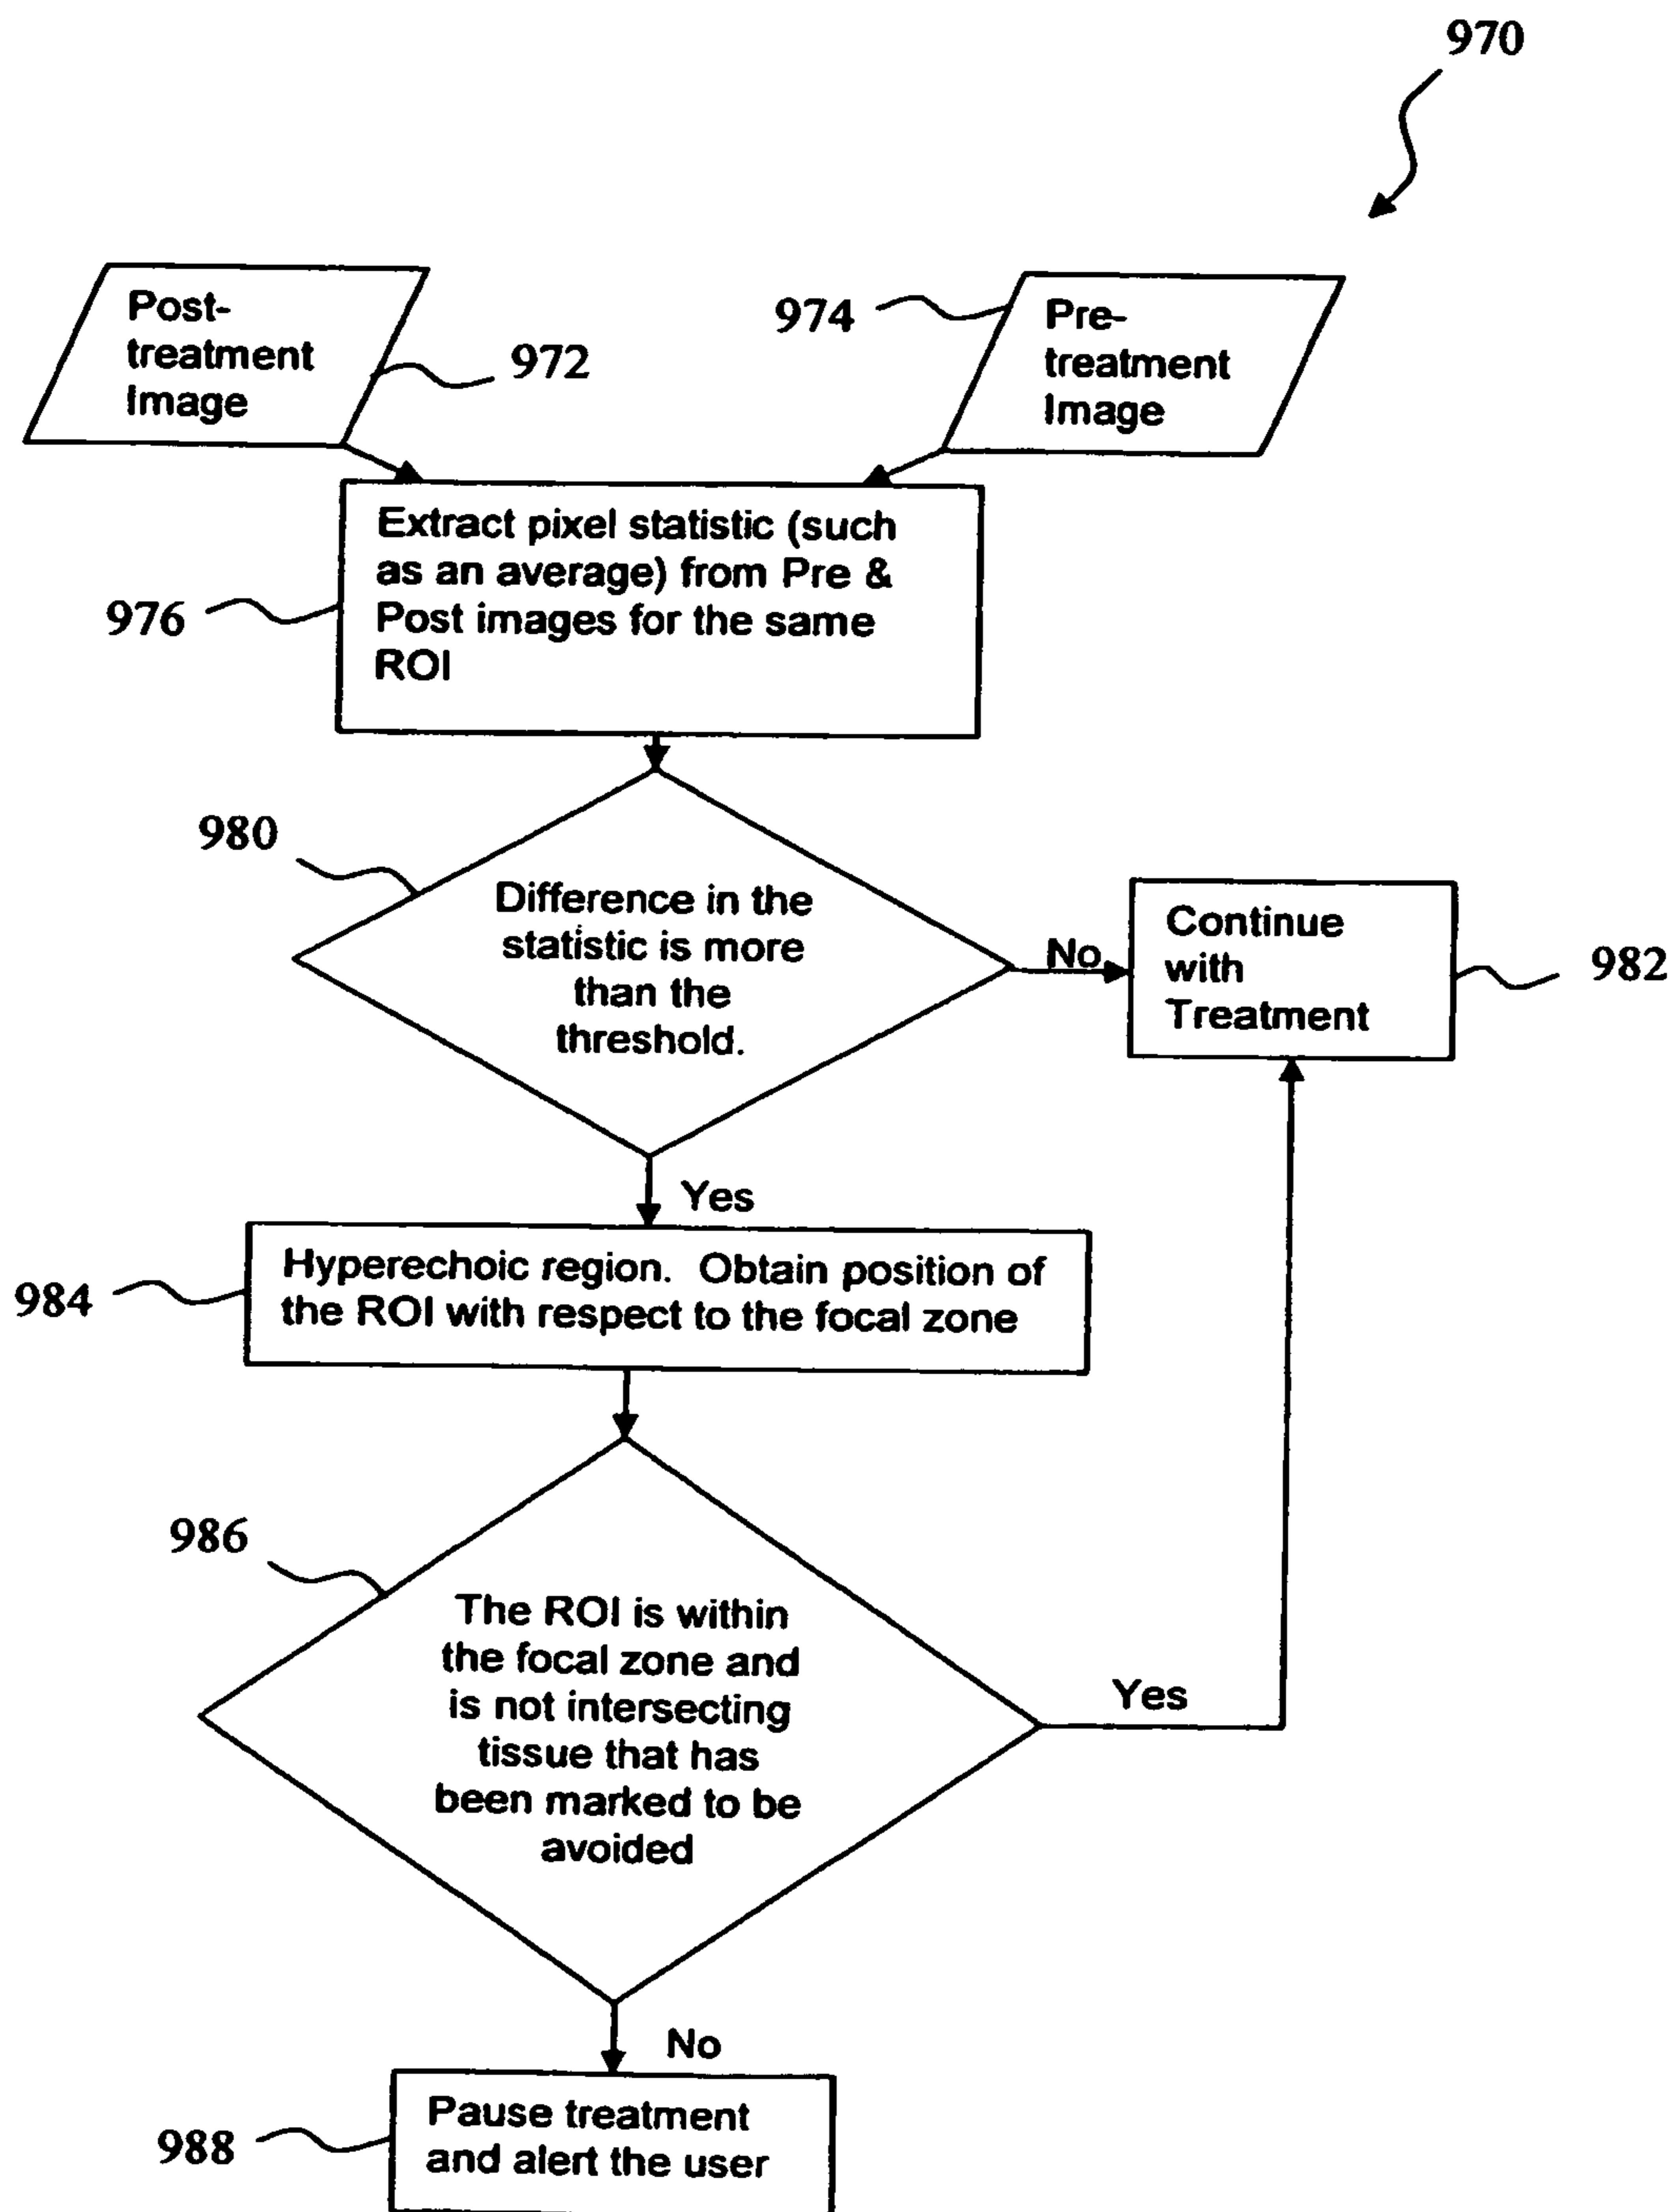 970
Post-
treatment
Image
972
974
Pre-
treatment
Image
Extract pixel statistic (such
as an average) from Pre &
Post images for the same
ROI
976
980
Difference in the
statistic is more
than the
threshold.
No
Continue
with
Treatment
982
Yes
984
Hyperechoic region.  Obtain position of
the ROI with respect to the focal zone
986
The ROI is within
the focal zone and
is not intersecting
tissue that has
been marked to be
avoided
Yes
No
988
Pause treatment
and alert the user